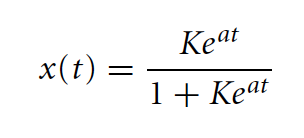 x(t) = Ke^{at} / (1 + Ke^{at})